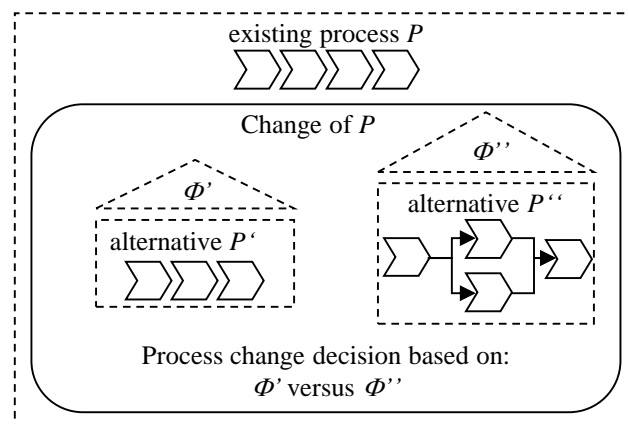 existing process P
Change of P
Φ’
Φ’’
alternative P‘
alternative P‘‘
Process change decision based on:
Φ’ versus Φ’’